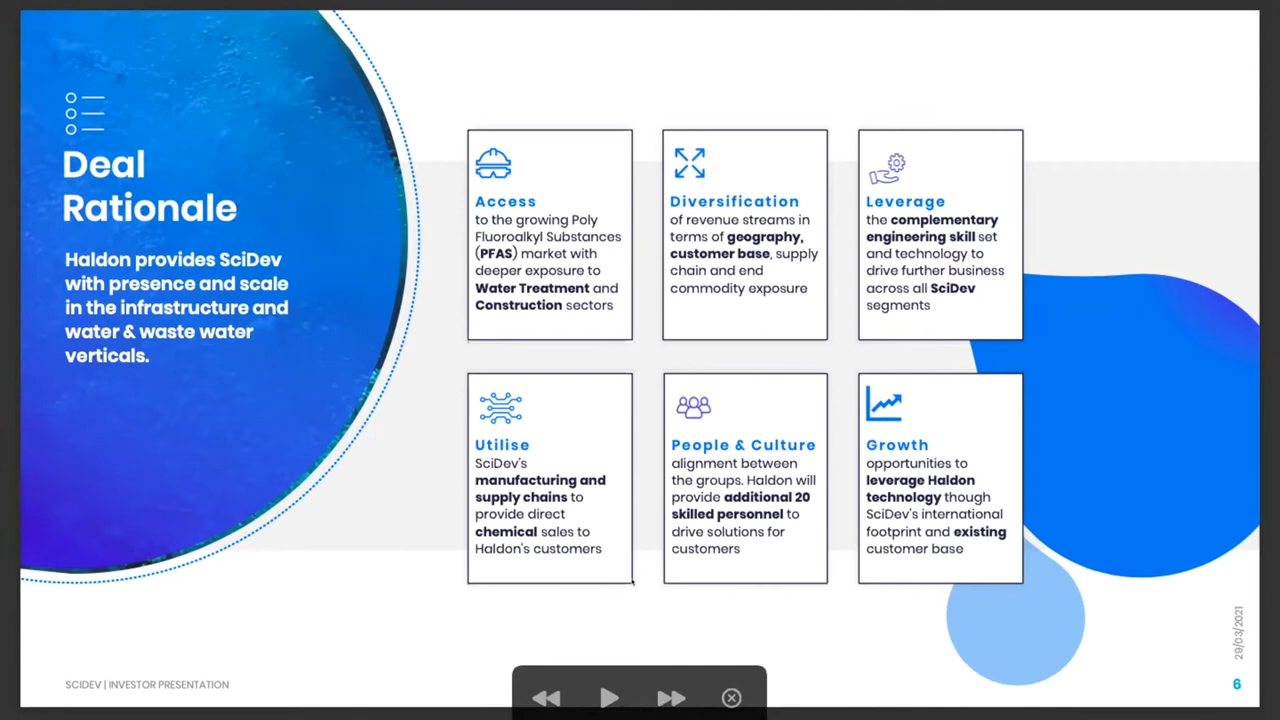 Deal
Rationale
Haldon provides SciDev
with presence and scale
in the infrastructure and
water & waste water
verticals.
Access
to the growing Poly
Fluoroalkyl Substances
(PFAS) market with
deeper exposure to
Water Treatment and
Construction sectors
Diversification
of revenue streams in
terms of geography,
customer base, supply
chain and end
commodity exposure
Leverage
the complementary
engineering skill set
and technology to
drive further business
across all SciDev
segments
Utilise
SciDev's
manufacturing and
supply chains to
provide direct
chemical sales to
Haldon's customers
People & Culture
alignment between
the groups. Haldon will
provide additional 20
skilled personnel to
drive solutions for
customers
Growth
opportunities to
leverage Haldon
technology though
SciDev's international
footprint and existing
customer base
29/03/2021
SCIDEV | INVESTOR PRESENTATION
6